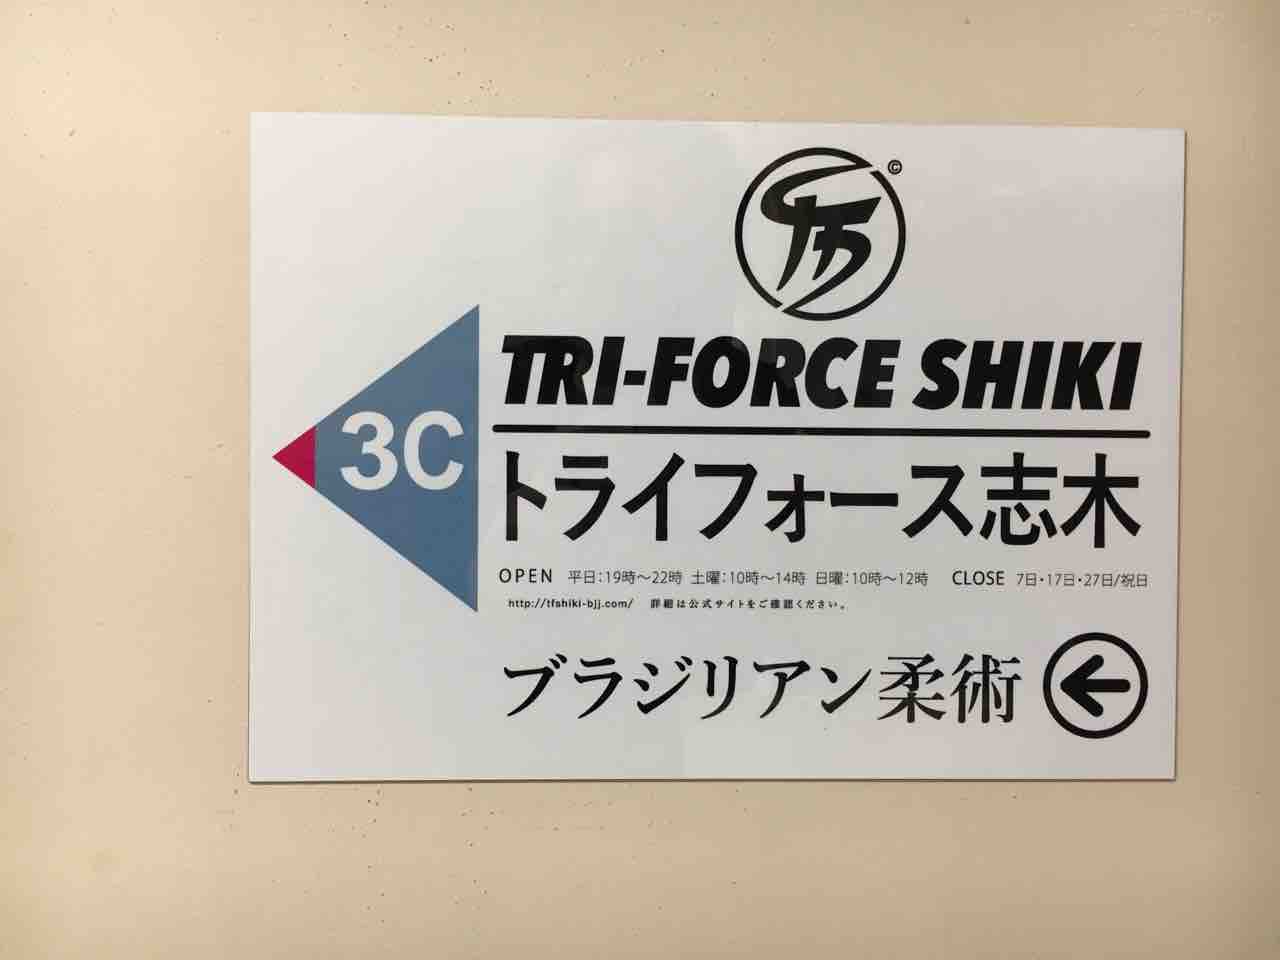 TF
©
TRI-FORCE SHIKI
3C
トライフォース志木
OPEN 平日:19時～22時 土曜:10時～14時 日曜:10時～12時 CLOSE 7日・17日・27日/祝日
http://tfshiki-bjj.com/ 詳細は公式サイトをご確認ください。
ブラジリアン柔術